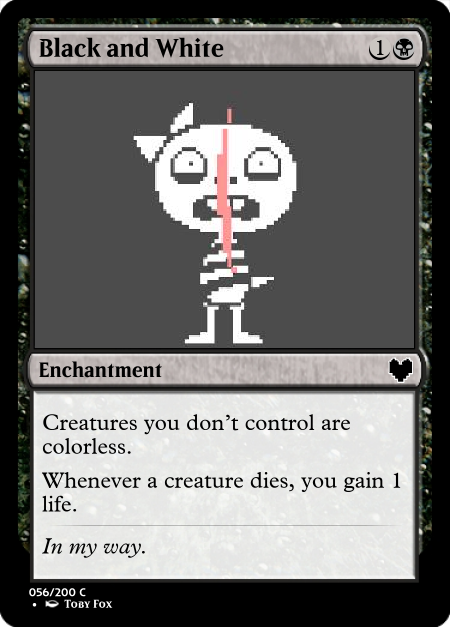 Black and White 1
Enchantment
Creatures you don't control are
colorless.
Whenever a creature dies, you gain 1
life.
In my way.
056/200 C
• Toby Fox